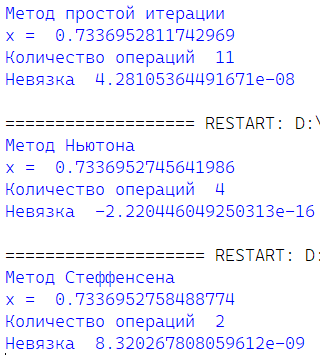 Метод простой итерации
x =  0.7336952811742969
Количество операций  11
Невязка  4.28105364491671e-08
=================== RESTART: D:\
Метод Ньютона
x =  0.7336952745641986
Количество операций  4
Невязка  -2.220446049250313e-16
==================== RESTART: D:
Метод Стеффенсена
x =  0.7336952758488774
Количество операций  2
Невязка  8.320267808059612e-09